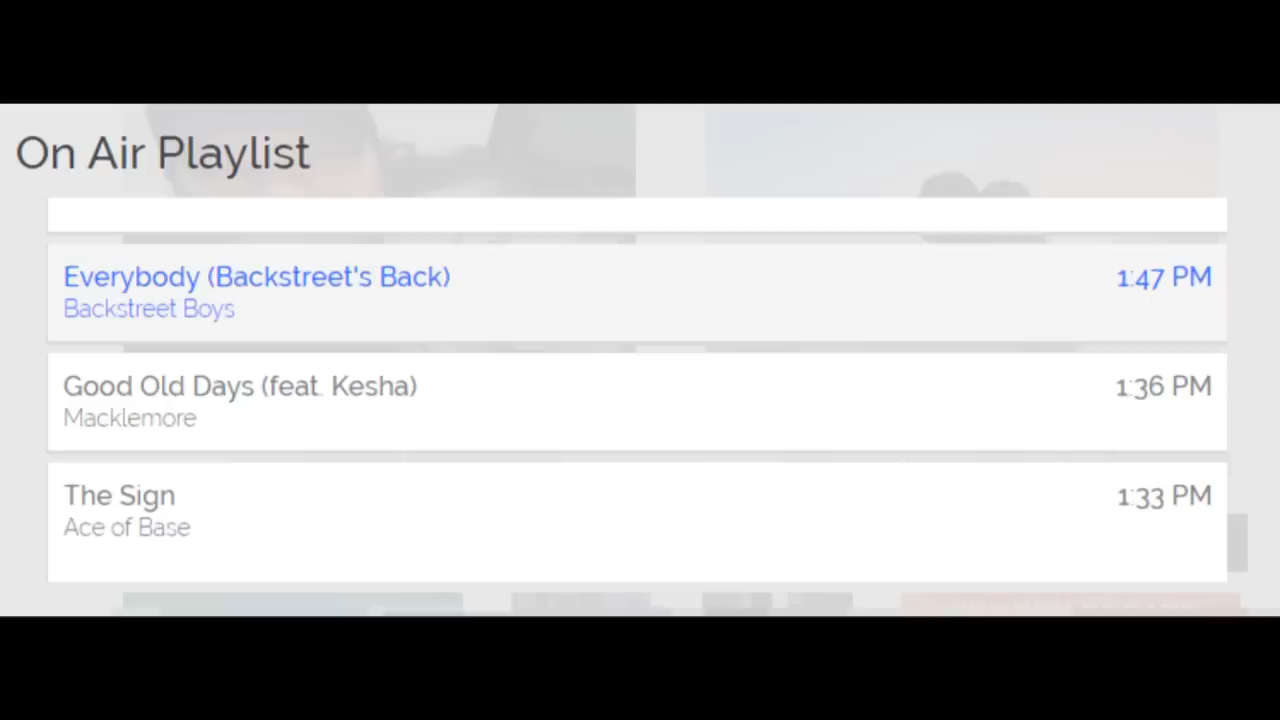 On Air Playlist
Everybody (Backstreet's Back)
1:47 PM
Backstreet Boys
Good Old Days (feat. Kesha)
1:36 PM
Macklemore
The Sign
1:33 PM
Ace of Base